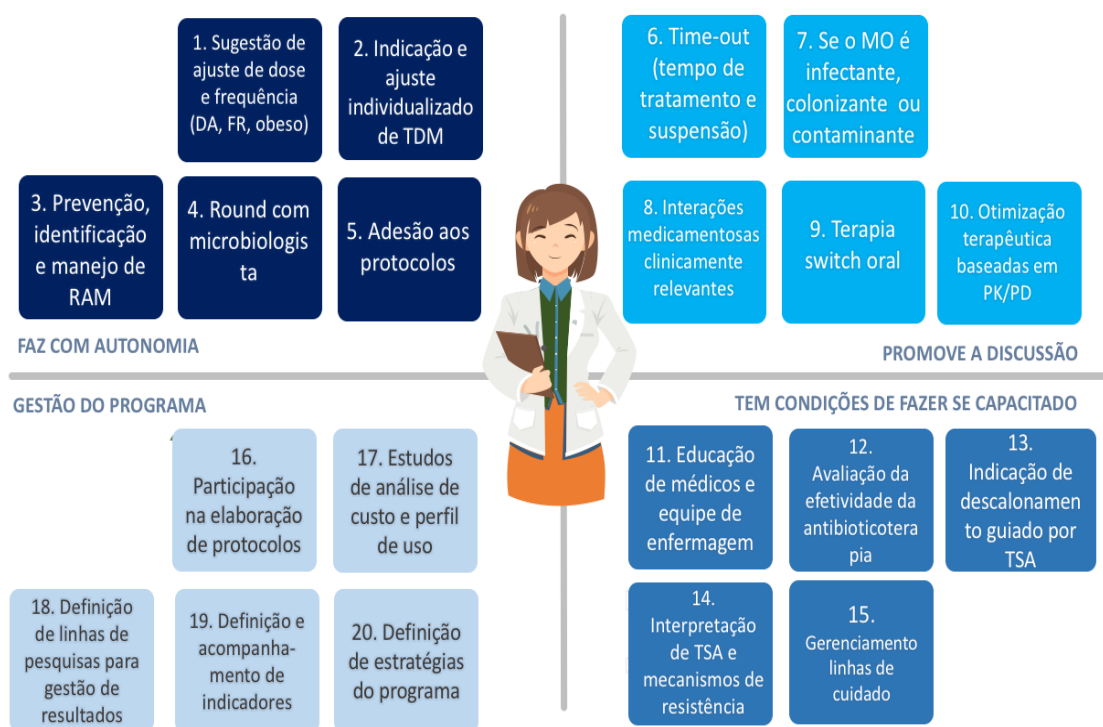 1. Sugestão de
ajuste de dose
e frequência
(DA, FR, obeso)
2. Indicação e
ajuste
individualizado
de TDM
3. Prevenção,
identificação
e manejo de
RAM
4. Round com
microbiologis
ta
5. Adesão aos
protocolos
FAZ COM AUTONOMIA
6. Time-out
(tempo de
tratamento e
suspensão)
7. Se o MO é
infectante,
colonizante ou
contaminante
8. Interações
medicamentosas
clinicamente
relevantes
9. Terapia
switch oral
10. Otimização
terapêutica
baseadas em
PK/PD
PROMOVE A DISCUSSÃO
GESTÃO DO PROGRAMA
16.
Participação
na elaboração
de protocolos
17. Estudos
de análise de
custo e perfil
de uso
18. Definição
de linhas de
pesquisas para
gestão de
resultados
19. Definição e
acompanha-
mento de
indicadores
20. Definição
de estratégias
do programa
TEM CONDIÇÕES DE FAZER SE CAPACITADO
11. Educação
de médicos e
equipe de
enfermagem
12.
Avaliação da
efetividade da
antibioticotera
pia
13.
Indicação de
descalonamen
to guiado por
TSA
14.
Interpretação
de TSA e
mecanismos de
resistência
15.
Gerenciamento
linhas de
cuidado